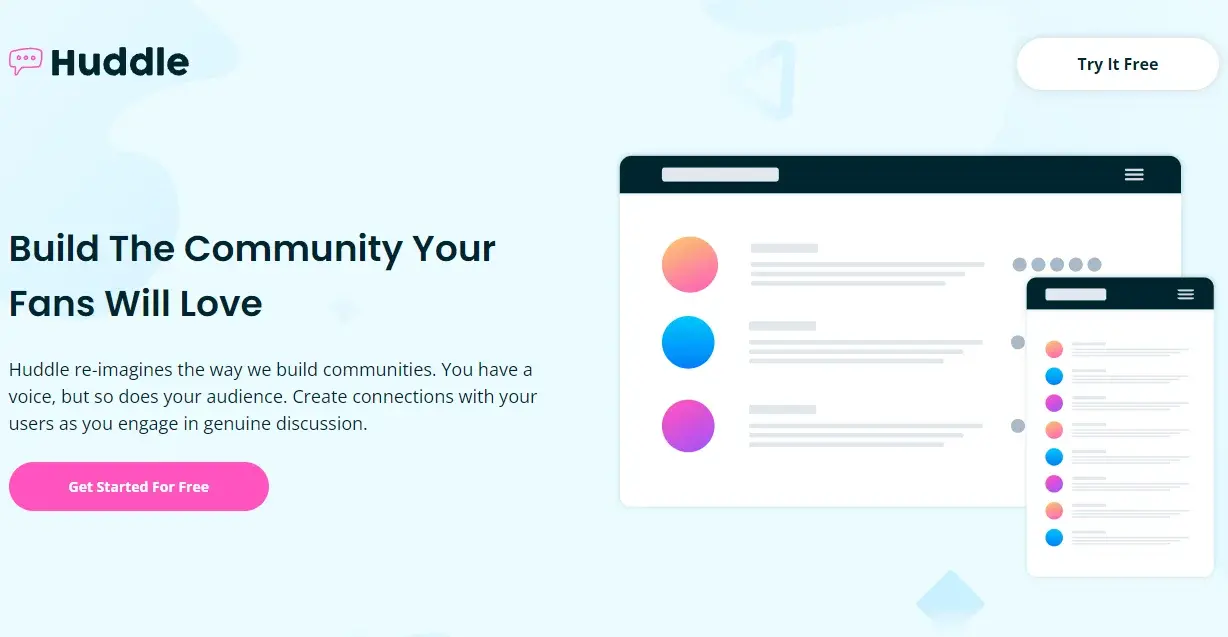 Huddle
Try It Free
Build The Community Your
Fans Will Love
Huddle re-imagines the way we build communities. You have a
voice, but so does your audience. Create connections with your
users as you engage in genuine discussion.
Get Started For Free